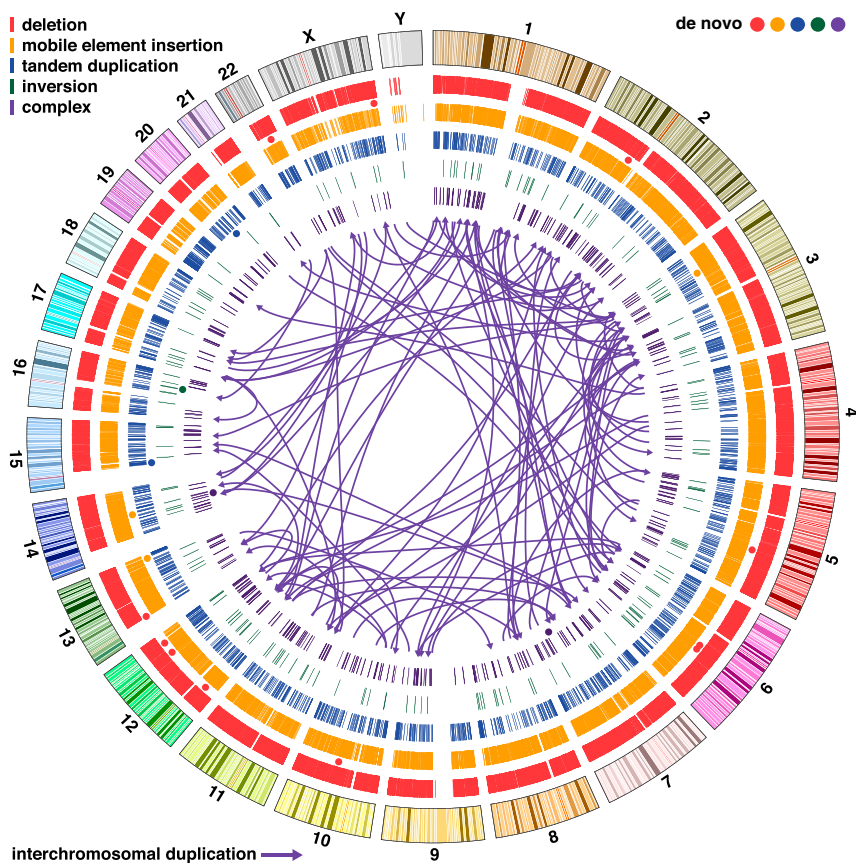 deletion
mobile element insertion
tandem duplication
inversion
complex
de novo
1
2
3
4
5
6
7
8
9
10
11
12
13
14
15
16
17
18
19
20
21
22
X
Y
interchromosomal duplication